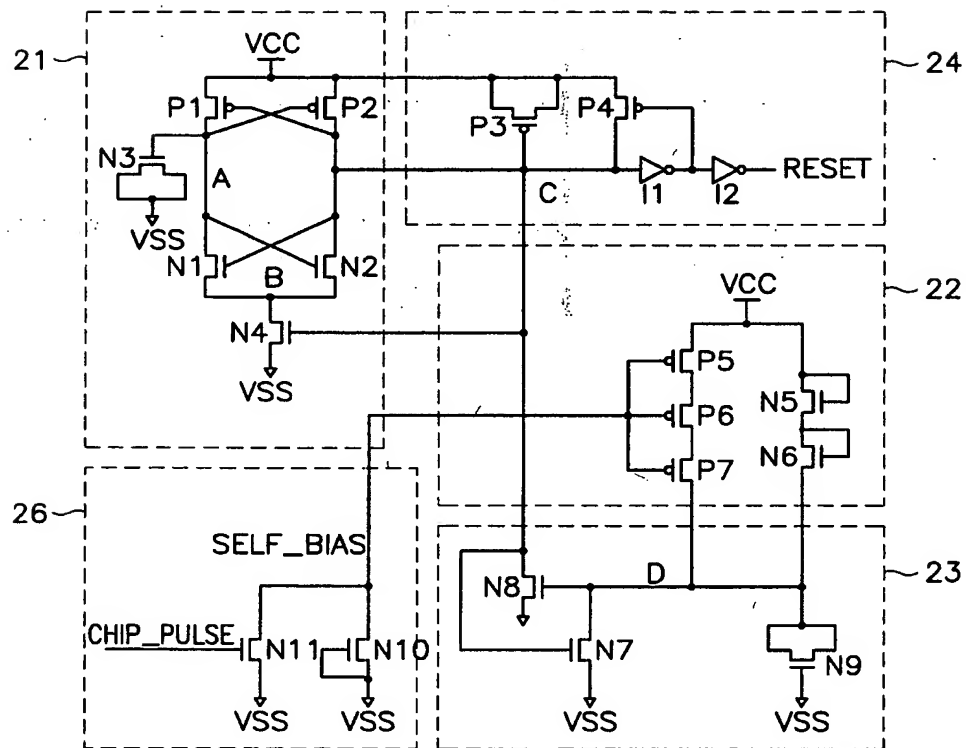 21
VCC
P1
P2
N3
A
VSS
N1
B
N2
N4
VSS
24
P3
P4
C
I1
I2
RESET
22
VCC
P5
P6
P7
N5
N6
26
SELF_BIAS
CHIP_PULSE
N11
N10
VSS
VSS
23
D
N8
N7
N9
VSS
VSS